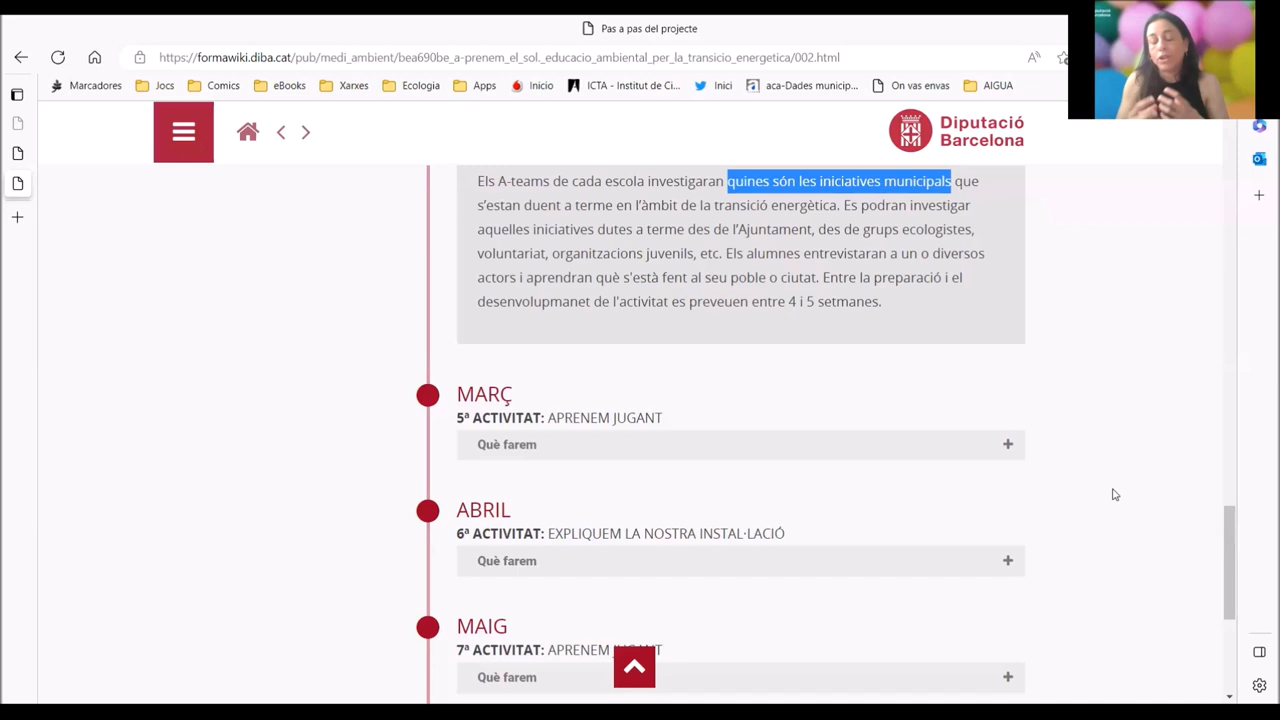 Pas a pas del projecte
https://formawiki.diba.cat/pub/medi_ambient/bea690be_a-prenem_el_sol._educacio_ambiental_per_la_transicio_energetica/002.html
Marcadores Jocs Comics eBooks Xarxes Ecologia Apps Inicio ICTA - Institut de Ci... Inici aca-Dades municip... On vas envas AIGUA
Diputació
Barcelona
Diputació
Barcelona
Els A-teams de cada escola investigaran quines són les iniciatives municipals que
s’estan duent a terme en l’àmbit de la transició energètica. Es podran investigar
aquelles iniciatives dutes a terme des de l’Ajuntament, des de grups ecologistes,
voluntariat, organitzacions juvenils, etc. Els alumnes entrevistaran a un o diversos
actors i aprendran què s'està fent al seu poble o ciutat. Entre la preparació i el
desenvolupmanet de l'activitat es preveuen entre 4 i 5 setmanes.
MARÇ
5ª ACTIVITAT: APRENEM JUGANT
Què farem
ABRIL
6ª ACTIVITAT: EXPLIQUEM LA NOSTRA INSTAL·LACIÓ
Què farem
MAIG
7ª ACTIVITAT: APRENEM JUGANT
Què farem